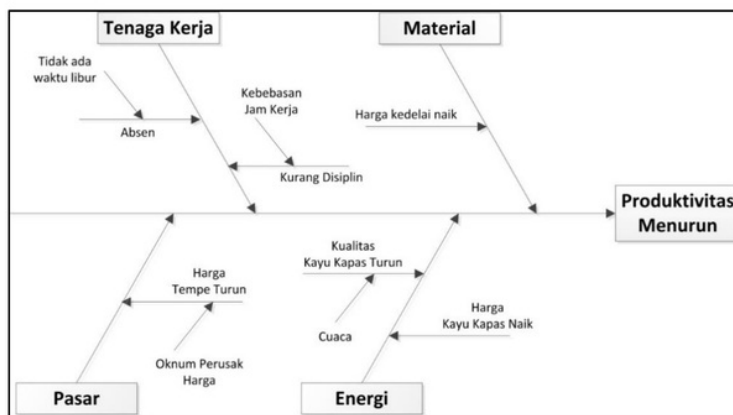 Tenaga Kerja
Material
Tidak ada
waktu libur
Absen
Kebebasan
Jam Kerja
Kurang Disiplin
Harga kedelai naik
Produktivitas
Menurun
Harga
Tempe Turun
Oknum Perusak
Harga
Kualitas
Kayu Kapas Turun
Cuaca
Harga
Kayu Kapas Naik
Pasar
Energi